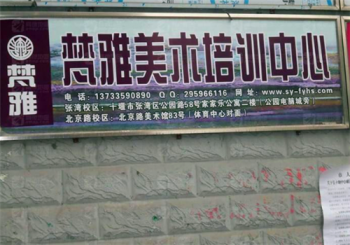 梵雅
梵雅美术培训中心
电话：13733590890 QQ：295966116 网址：www.sy-fyhs.com
张湾校区：十堰市张湾区公园路58号家家乐公寓二楼（公园电脑城旁）
北京路校区：北京路美术馆83号（体育中心对面）